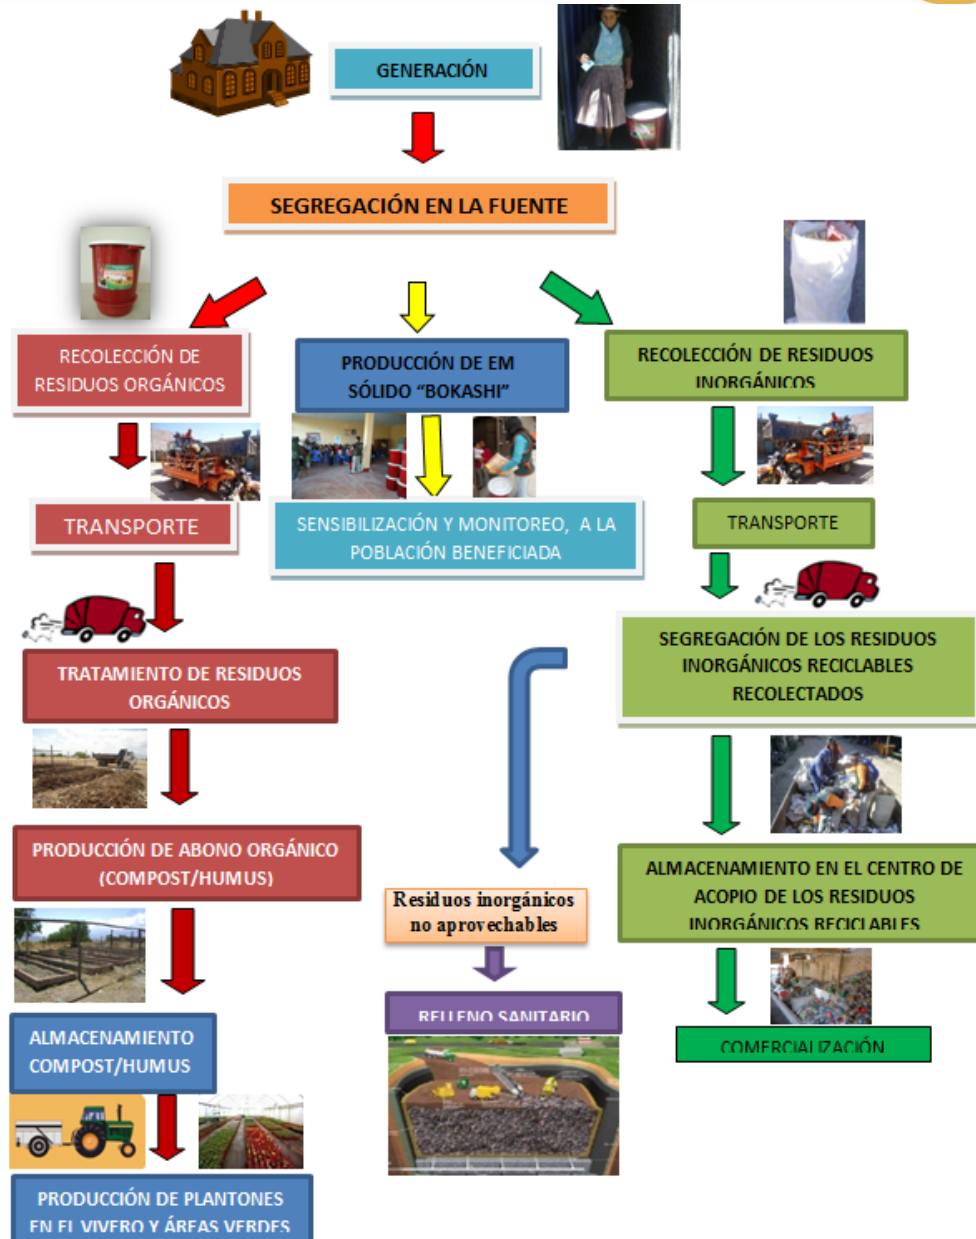 GENERACIÓN
SEGREGACIÓN EN LA FUENTE
RECOLECCIÓN DE
RESIDUOS ORGÁNICOS
PRODUCCIÓN DE EM
SÓLIDO “BOKASHI”
RECOLECCIÓN DE RESIDUOS
INORGÁNICOS
TRANSPORTE
SENSIBILIZACIÓN Y MONITOREO, A LA
POBLACIÓN BENEFICIADA
TRANSPORTE
TRATAMIENTO DE RESIDUOS
ORGÁNICOS
SEGREGACIÓN DE LOS RESIDUOS
INORGÁNICOS RECICLABLES
RECOLECTADOS
PRODUCCIÓN DE ABONO ORGÁNICO
(COMPOST/HUMUS)
Residuos inorgánicos
no aprovechables
ALMACENAMIENTO EN EL CENTRO DE
ACOPIO DE LOS RESIDUOS
INORGÁNICOS RECICLABLES
ALMACENAMIENTO
COMPOST/HUMUS
RELLENO SANITARIO
COMERCIALIZACIÓN
PRODUCCIÓN DE PLANTONES
EN EL VIVERO Y ÁREAS VERDES